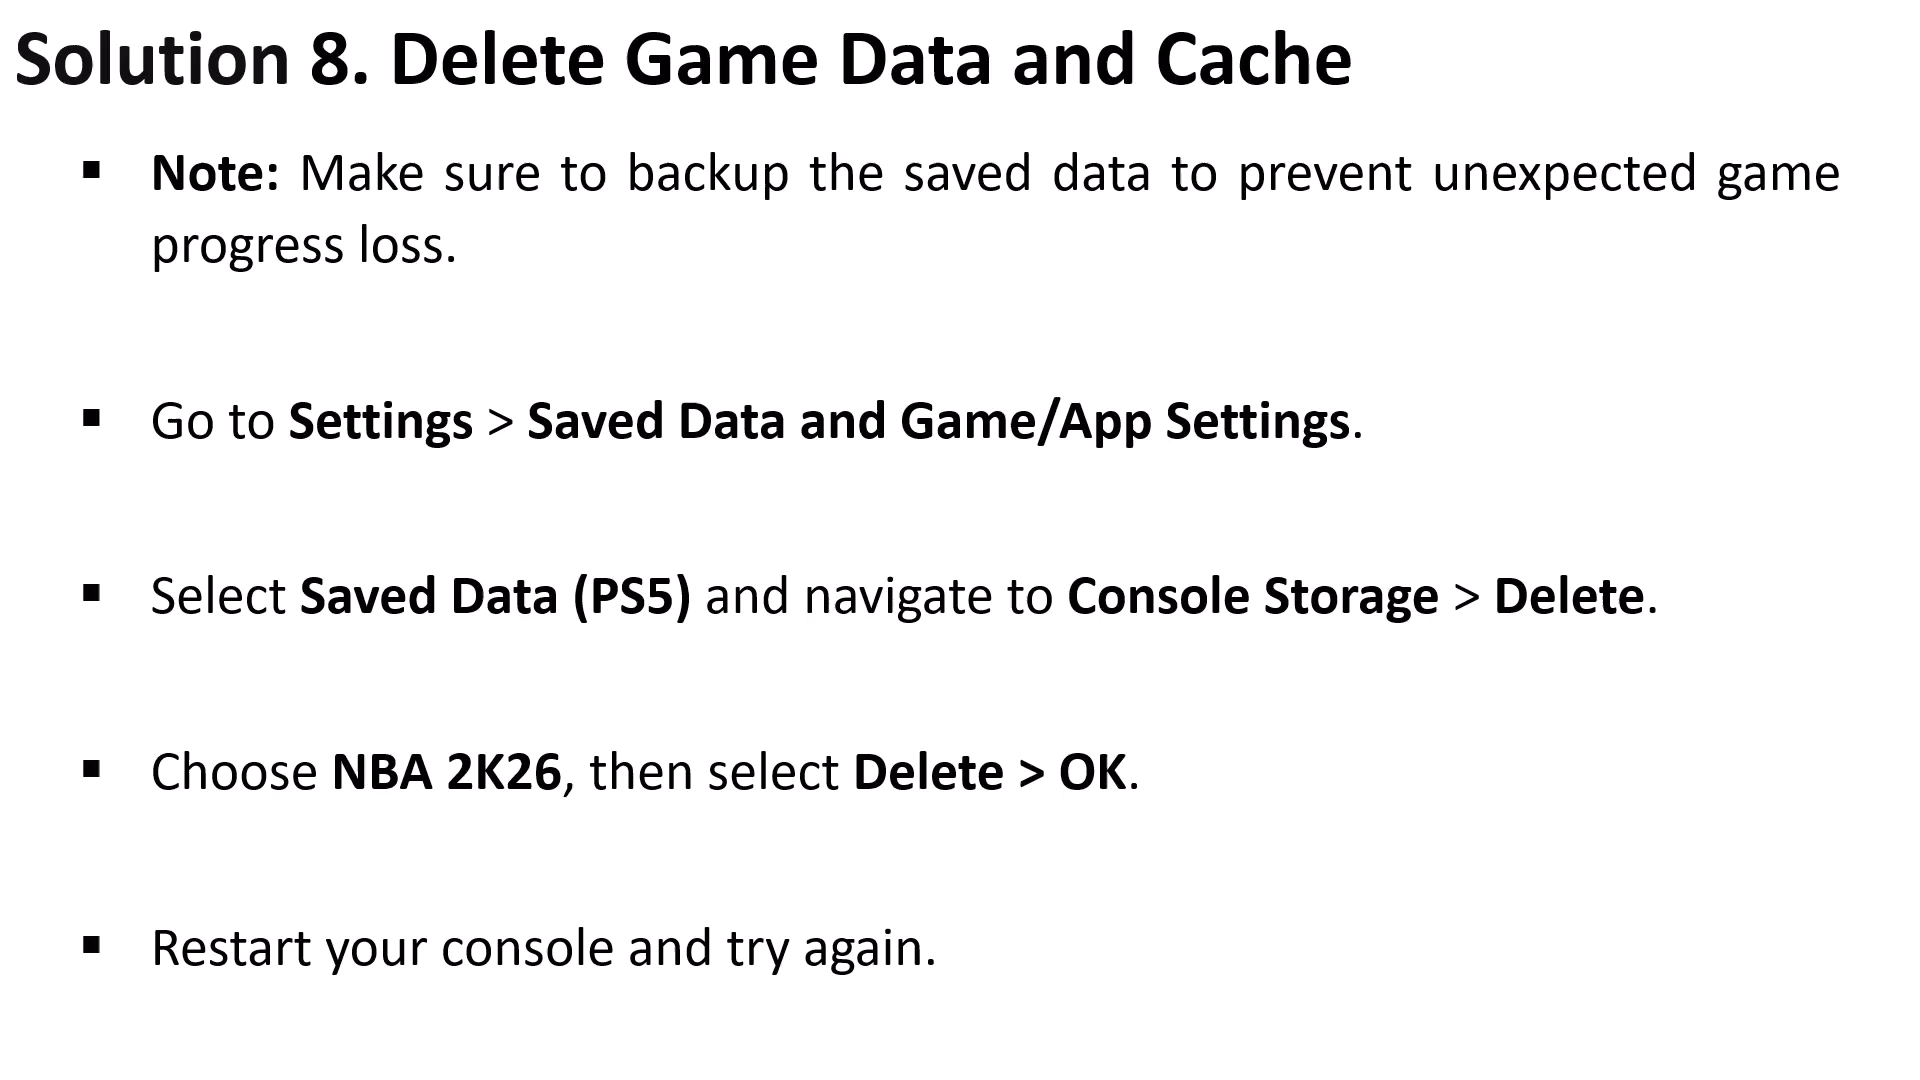 Solution 8. Delete Game Data and Cache
▪ Note: Make sure to backup the saved data to prevent unexpected game
progress loss.
▪ Go to Settings > Saved Data and Game/App Settings.
▪ Select Saved Data (PS5) and navigate to Console Storage > Delete.
▪ Choose NBA 2K26, then select Delete > OK.
▪ Restart your console and try again.